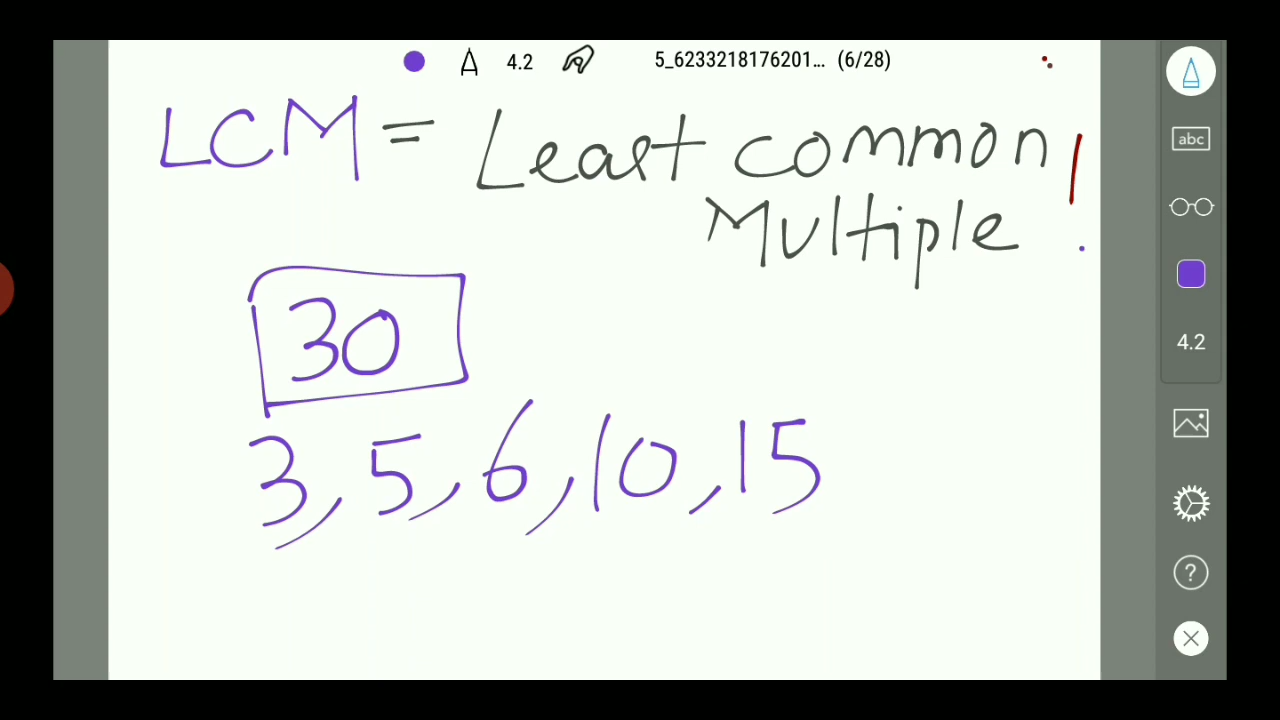 4.2 5_6233218176201... (6/28)
LCM = Least common
Multiple
30
3, 5, 6, 10, 15
abc
4.2
?